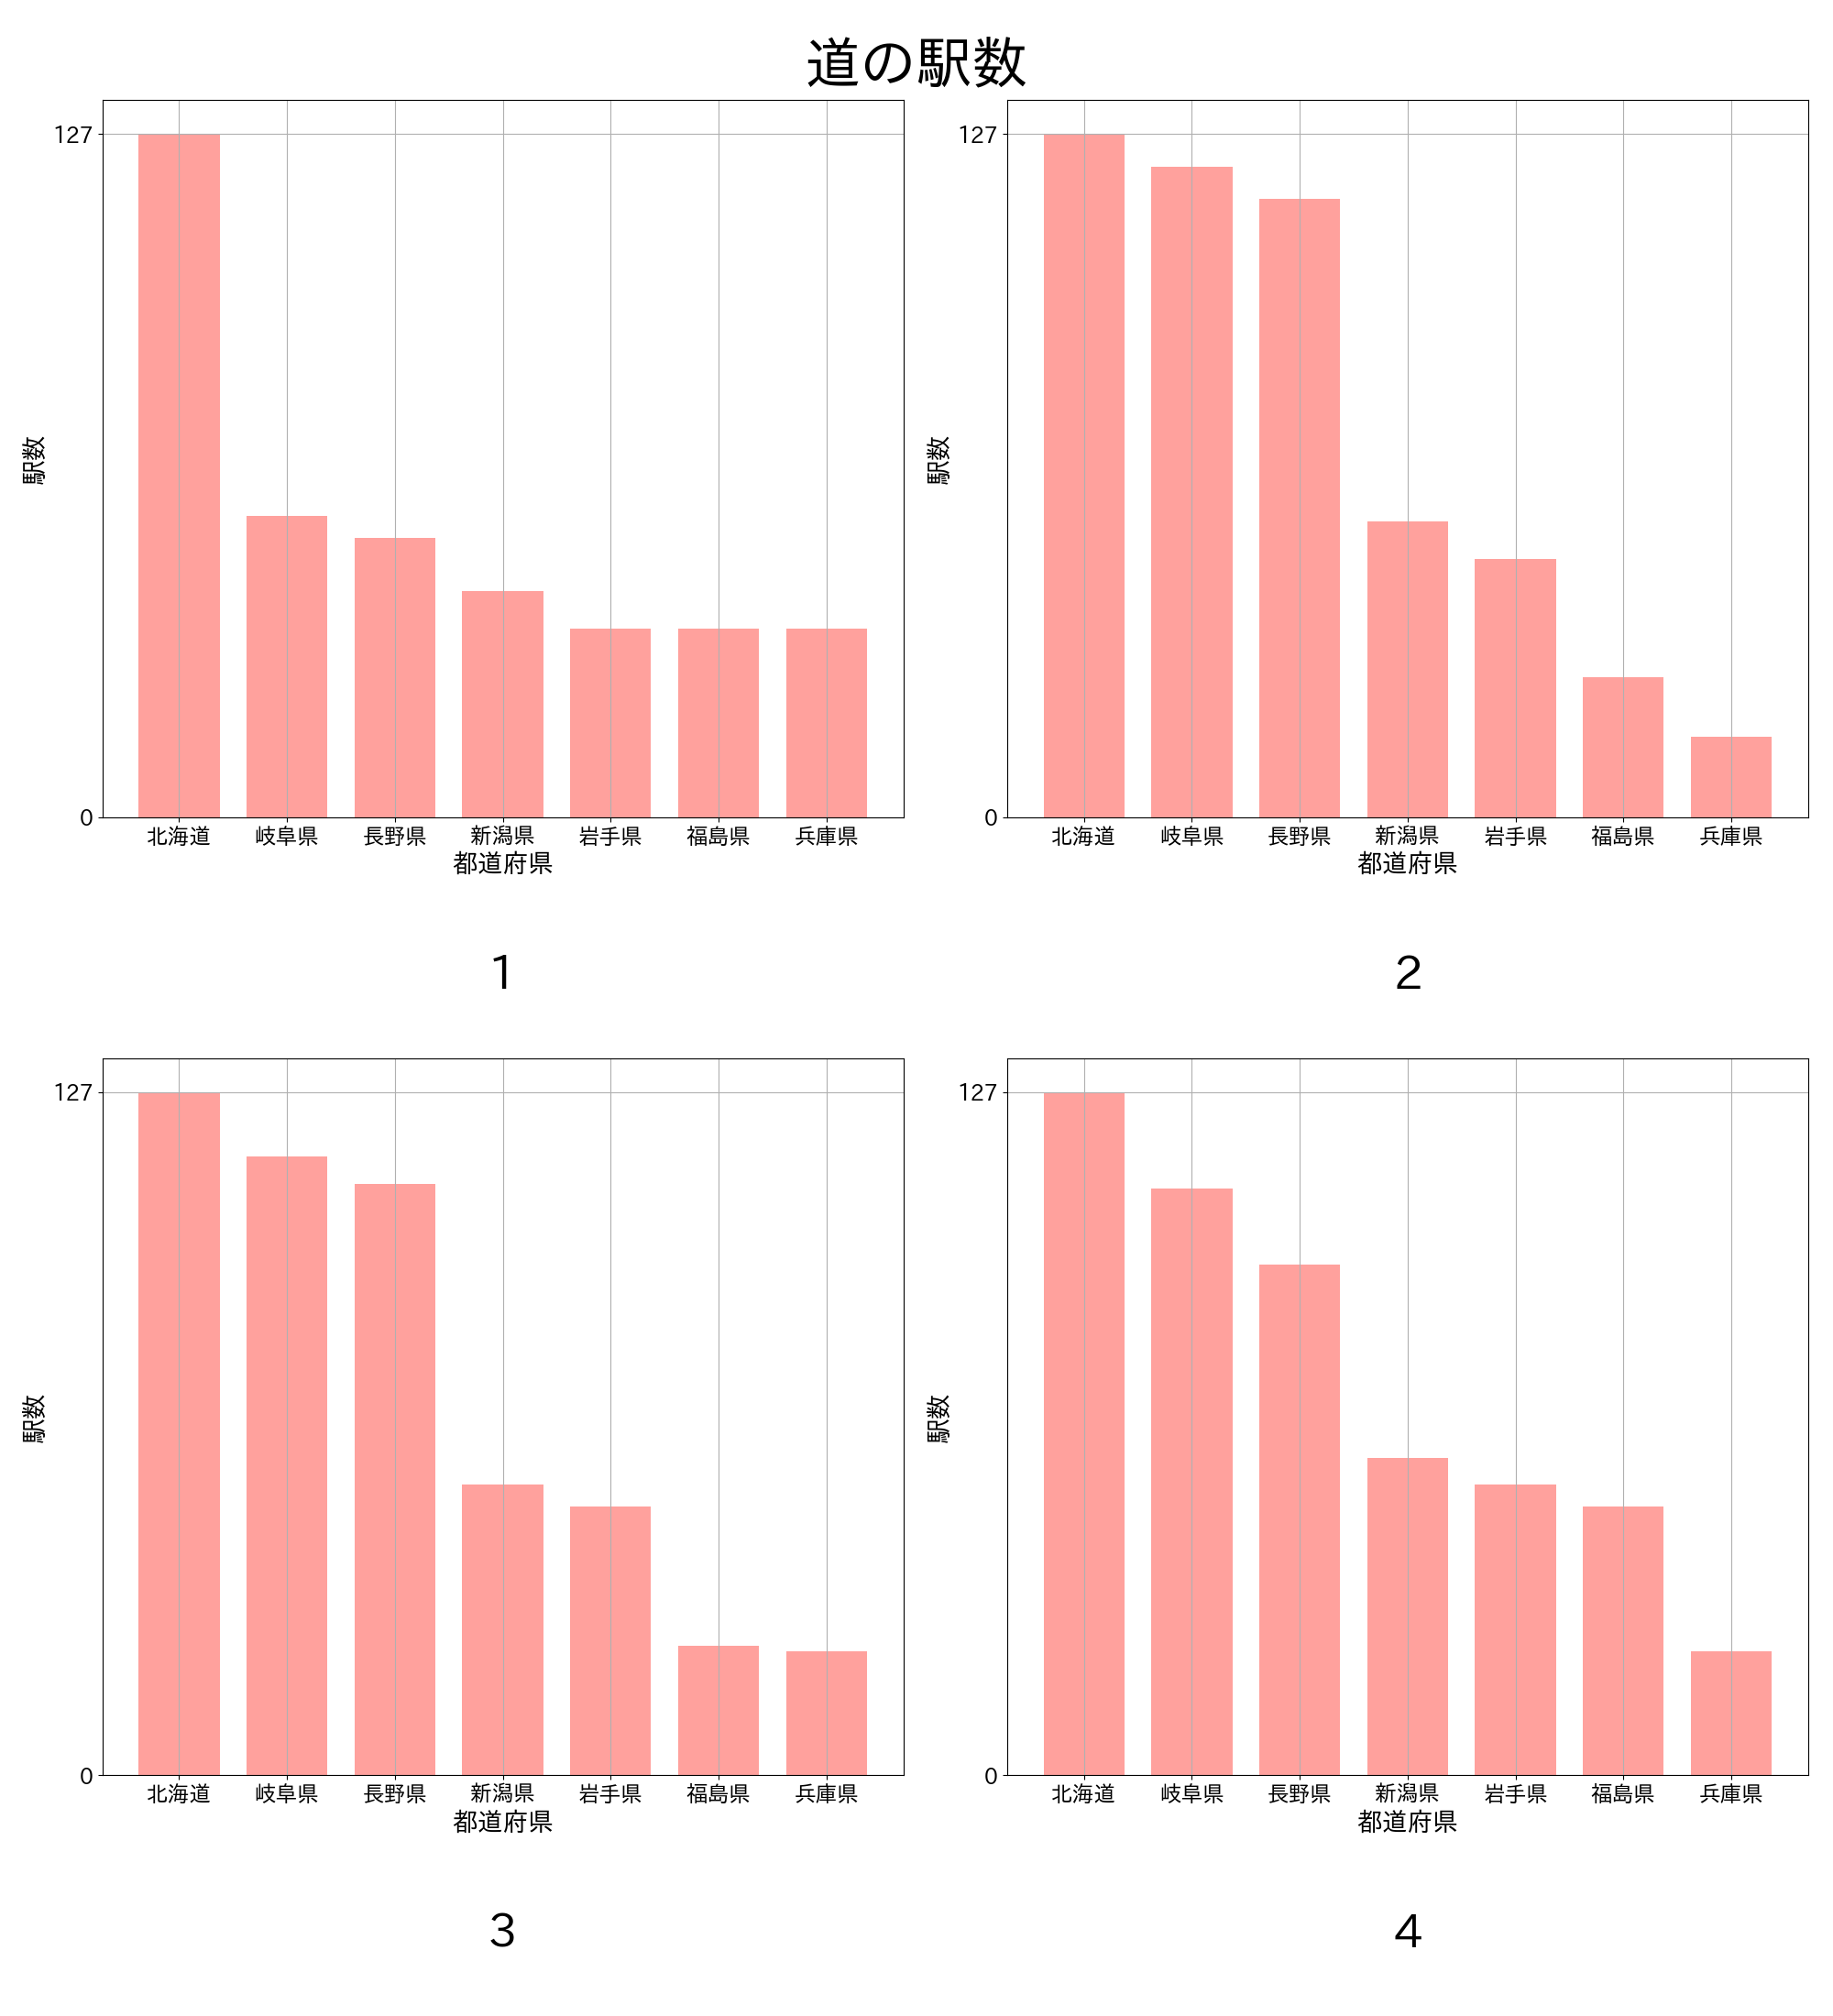 道の駅数
127
0
駅数
北海道 岐阜県 長野県 新潟県 岩手県 福島県 兵庫県
都道府県
1
127
0
駅数
北海道 岐阜県 長野県 新潟県 岩手県 福島県 兵庫県
都道府県
2
127
0
駅数
北海道 岐阜県 長野県 新潟県 岩手県 福島県 兵庫県
都道府県
3
127
0
駅数
北海道 岐阜県 長野県 新潟県 岩手県 福島県 兵庫県
都道府県
4